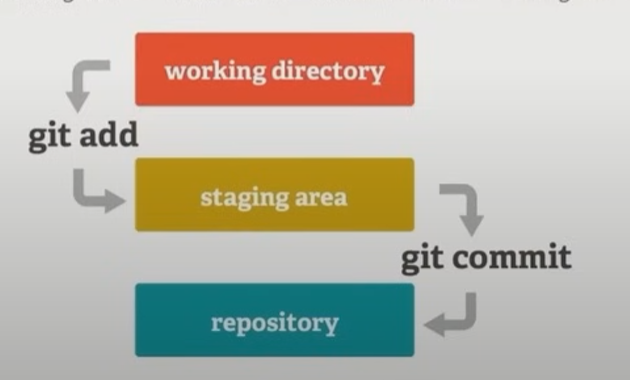 working directory
git add
staging area
git commit
repository